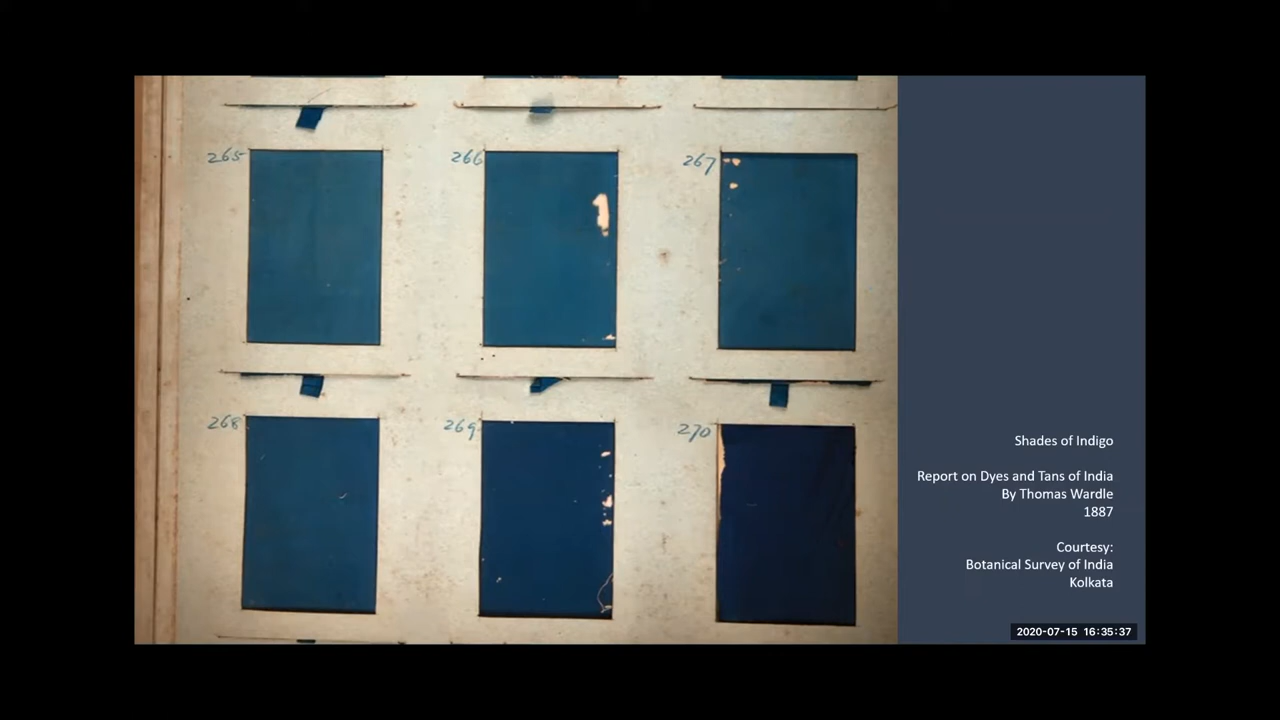 265 266 267
268 269 270
Shades of Indigo
Report on Dyes and Tans of India
By Thomas Wardle
1887
Courtesy:
Botanical Survey of India
Kolkata
2020-07-15 16:35:37